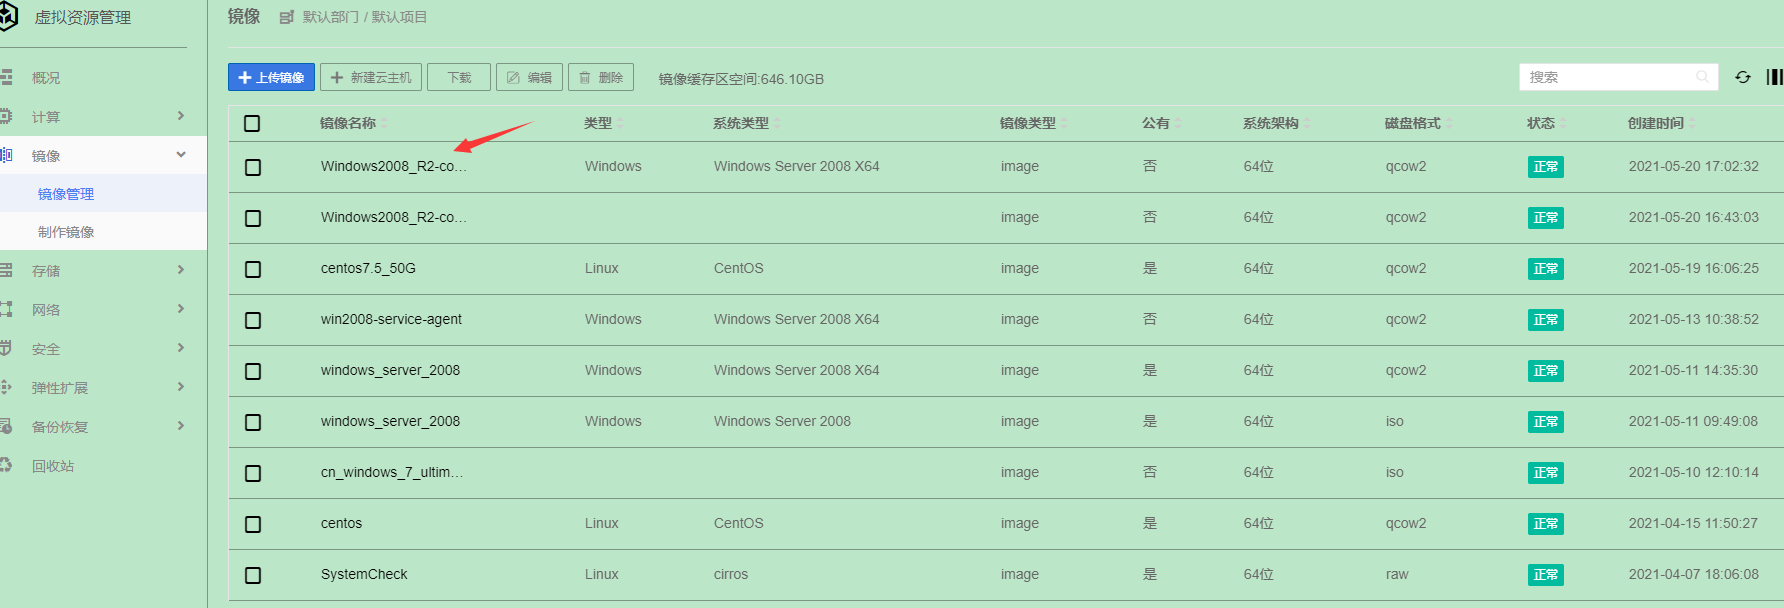 虚拟资源管理
概况
计算
镜像
镜像管理
制作镜像
存储
网络
安全
弹性扩展
备份恢复
回收站
镜像 默认部门 / 默认项目
上传镜像 新建云主机 下载 编辑 删除 镜像缓存区空间:646.10GB 搜索
镜像名称 类型 系统类型 镜像类型 公有 系统架构 磁盘格式 状态 创建时间
Windows2008_R2-co... Windows Windows Server 2008 X64 image 否 64位 qcow2 正常 2021-05-20 17:02:32
Windows2008_R2-co... image 否 64位 qcow2 正常 2021-05-20 16:43:03
centos7.5_50G Linux CentOS image 是 64位 qcow2 正常 2021-05-19 16:06:25
win2008-service-agent Windows Windows Server 2008 X64 image 否 64位 qcow2 正常 2021-05-13 10:38:52
windows_server_2008 Windows Windows Server 2008 X64 image 是 64位 qcow2 正常 2021-05-11 14:35:30
windows_server_2008 Windows Windows Server 2008 image 是 64位 iso 正常 2021-05-11 09:49:08
cn_windows_7_ultim... image 否 64位 iso 正常 2021-05-10 12:10:14
centos Linux CentOS image 是 64位 qcow2 正常 2021-04-15 11:50:27
SystemCheck Linux cirros image 是 64位 raw 正常 2021-04-07 18:06:08